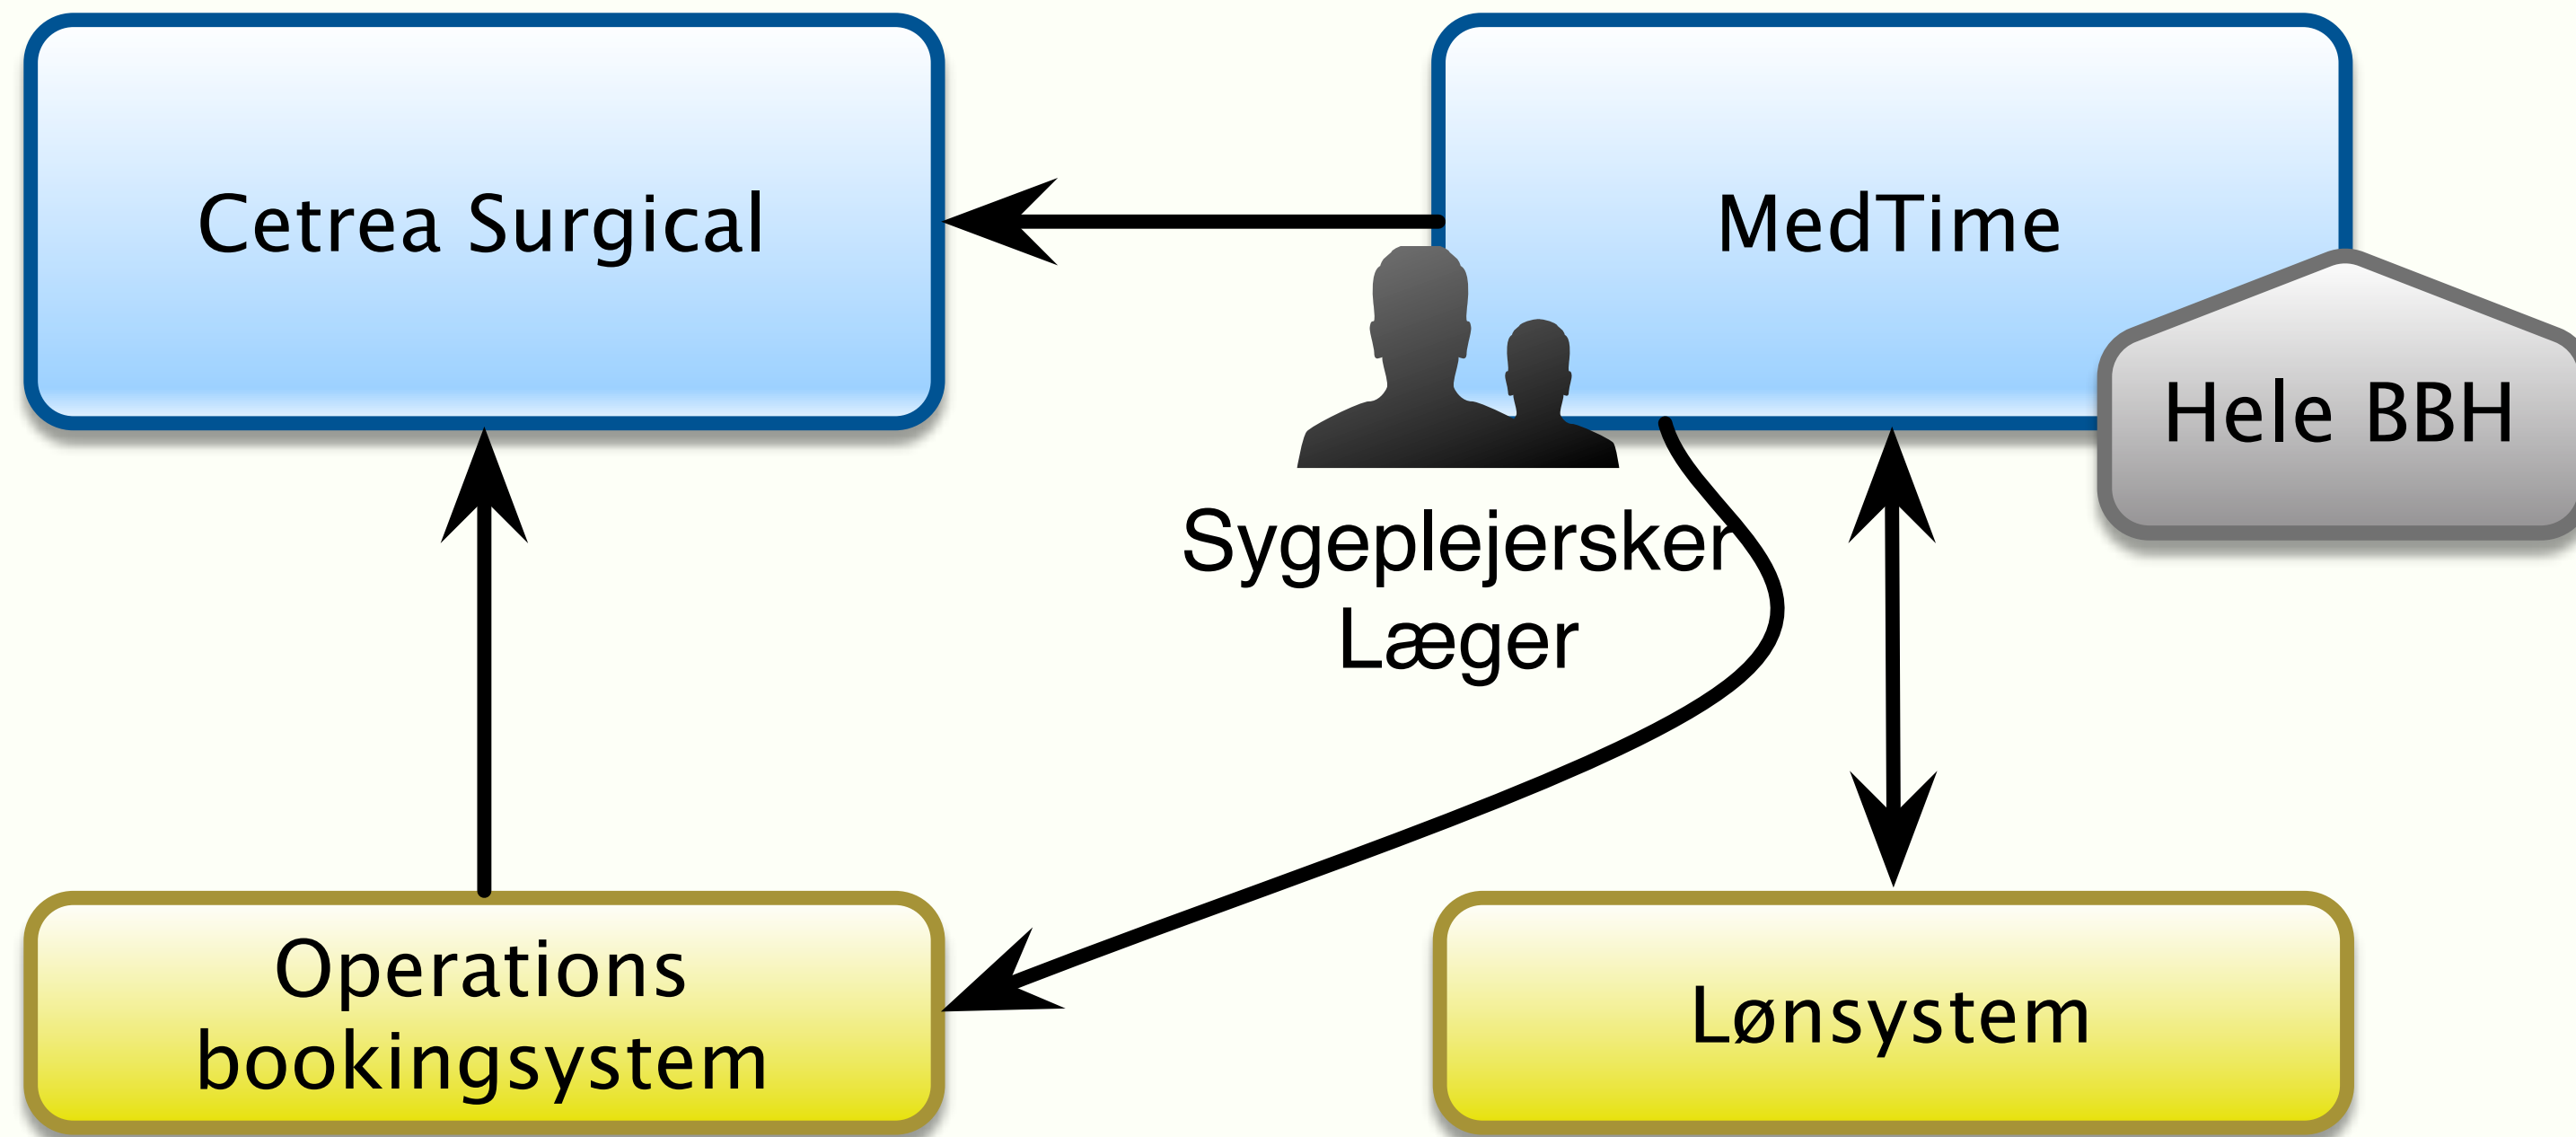 Cetrea Surgical
MedTime
Hele BBH
Sygeplejersker
Læger
Operations
bookingsystem
Lønsystem